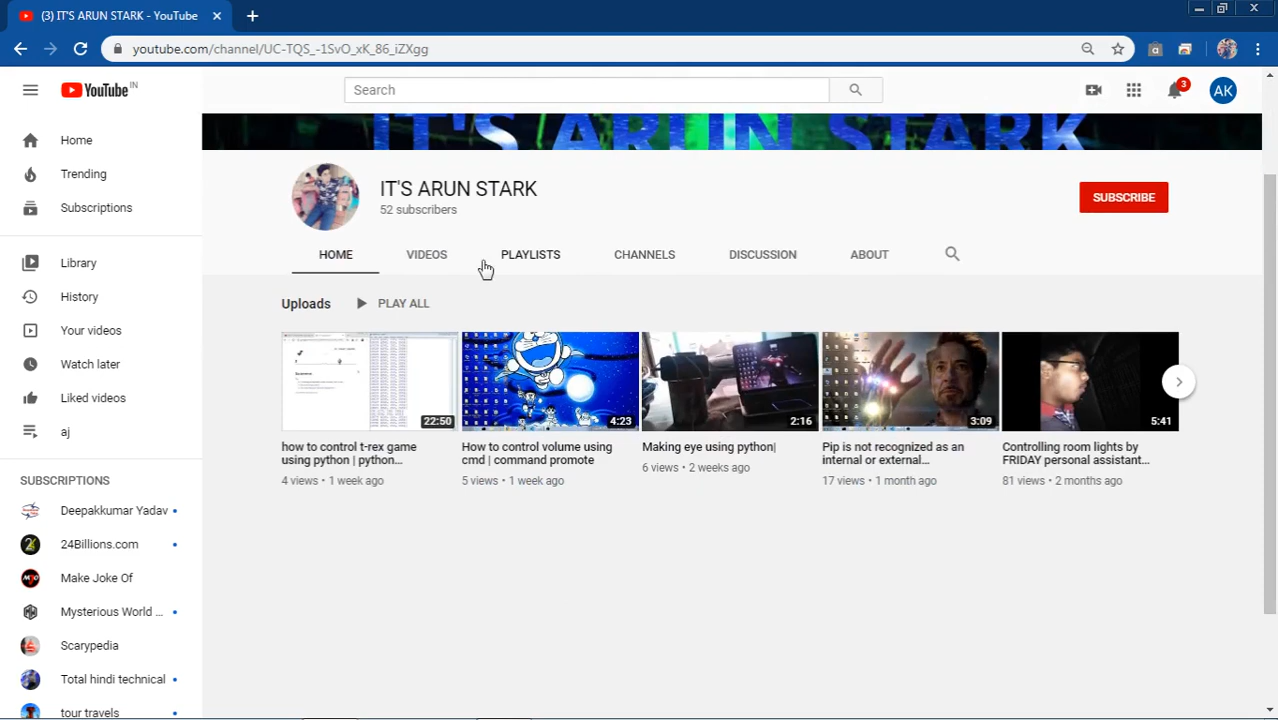 (3) IT'S ARUN STARK - YouTube
youtube.com/channel/UC-TQS_-1SvO_xK_86_iZXgg
YouTube IN
Search
3
AK
Home
Trending
Subscriptions
Library
History
Your videos
Watch later
Liked videos
aj
SUBSCRIPTIONS
Deepakkumar Yadav
24Billions.com
Make Joke Of
Mysterious World ...
Scarypedia
Total hindi technical
tour travels
IT'S ARUN STARK
IT'S ARUN STARK
52 subscribers
SUBSCRIBE
HOME VIDEOS PLAYLISTS CHANNELS DISCUSSION ABOUT
Uploads PLAY ALL
22:50
how to control t-rex game
using python | python...
4 views • 1 week ago
4:23
How to control volume using
cmd | command promote
5 views • 1 week ago
2:16
Making eye using python|
6 views • 2 weeks ago
3:09
Pip is not recognized as an
internal or external...
17 views • 1 month ago
5:41
Controlling room lights by
FRIDAY personal assistant...
81 views • 2 months ago